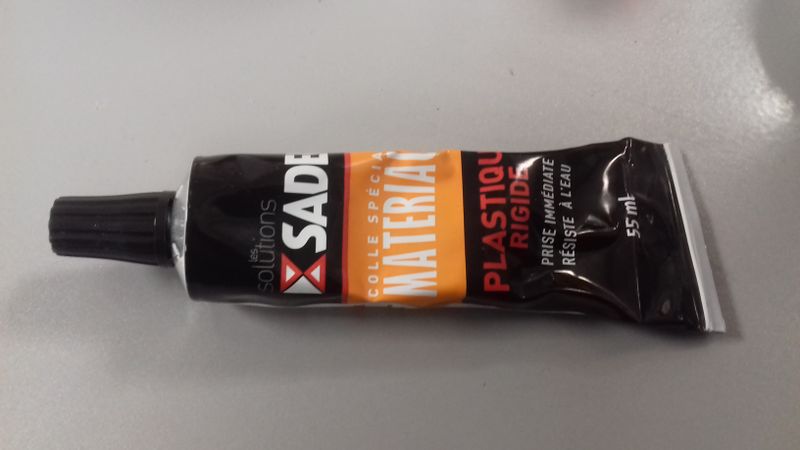 les
solutions
SADE
COLLE SPÉCIA
MATERIAU
PLASTIQU
RIGIDE
PRISE IMMÉDIATE
RÉSISTE À L'EAU
55 ml